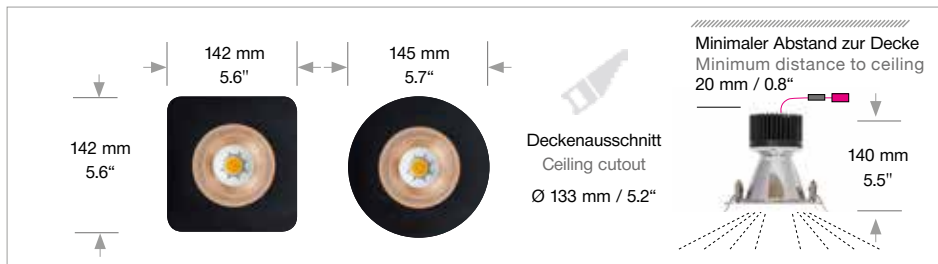 142 mm
5.6"
142 mm
5.6“
145 mm
5.7“
Deckenausschnitt
Ceiling cutout
Ø 133 mm / 5.2“
Minimaler Abstand zur Decke
Minimum distance to ceiling
20 mm / 0.8“
140 mm
5.5"